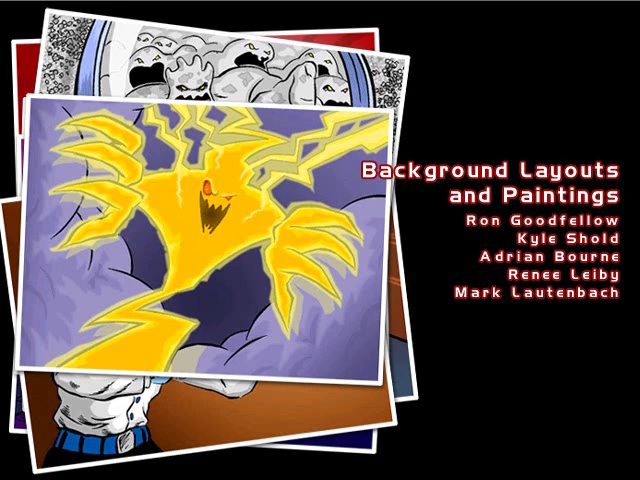 Background Layouts
and Paintings
Ron Goodfellow
Kyle Shold
Adrian Bourne
Renee Leiby
Mark Lautenbach